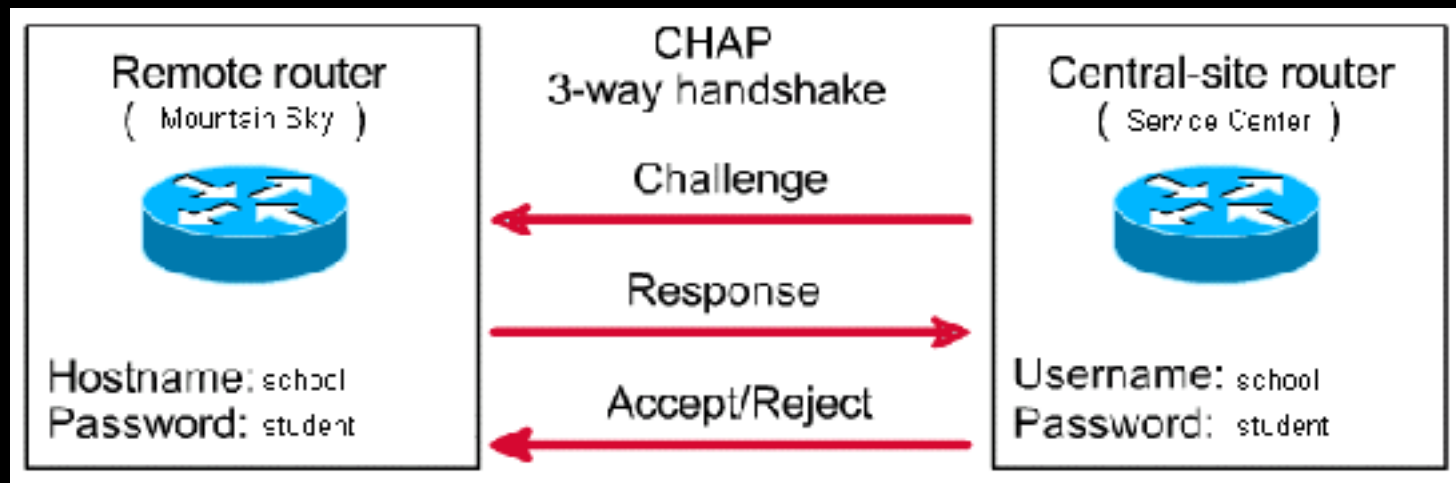 Remote router
( Mountain Sky )
Hostname: school
Password: student
CHAP
3-way handshake
Challenge
Response
Accept/Reject
Central-site router
( Service Center )
Username: school
Password: student